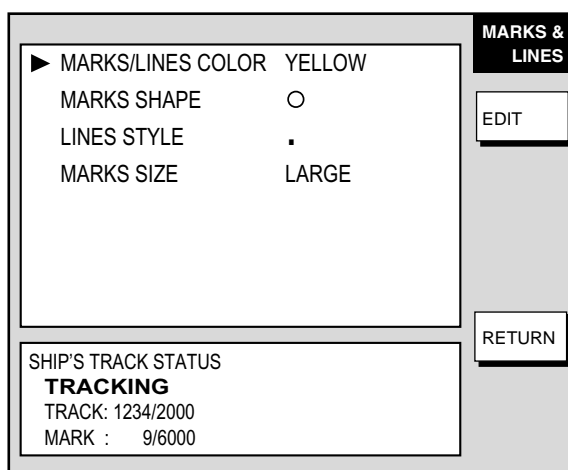 MARKS &
LINES
▶ MARKS/LINES COLOR YELLOW
MARKS SHAPE ○
LINES STYLE .
MARKS SIZE LARGE
EDIT
RETURN
SHIP'S TRACK STATUS
TRACKING
TRACK: 1234/2000
MARK : 9/6000